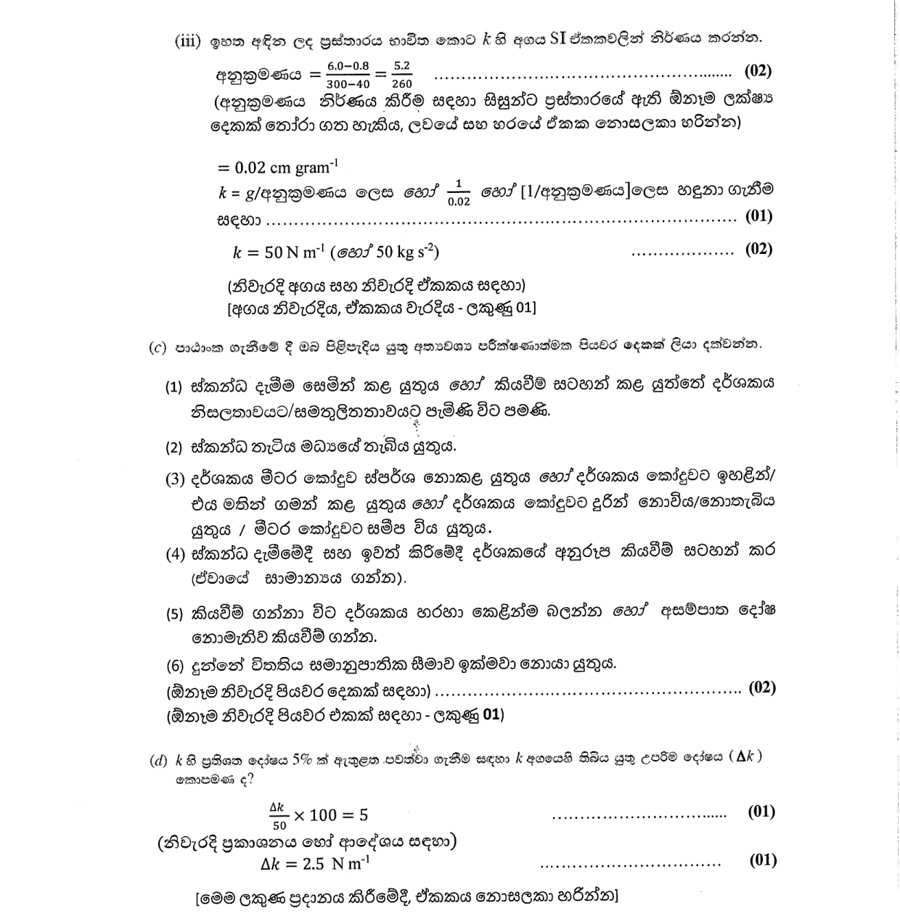 (iii) ඉහත අඳින ලද ප්‍රස්තාරය භාවිත කොට k හි අගය SI ඒකකවලින් නිර්ණය කරන්න.
අනුක්‍රමණය = (6.0−0.8)/(300−40) = 5.2/260 ................................................................ (02)
(අනුක්‍රමණය නිර්ණය කිරීම සඳහා සිසුන්ට ප්‍රස්තාරයේ ඇති ඕනෑම ලක්ෂ්‍ය
දෙකක් තෝරා ගත හැකිය, ලවයේ සහ හරයේ ඒකක නොසලකා හරින්න)
= 0.02 cm gram⁻¹
k = g/අනුක්‍රමණය ලෙස හෝ 1/0.02 හෝ [1/අනුක්‍රමණය]ලෙස හඳුනා ගැනීම
සඳහා ........................................................................................ (01)
k = 50 N m⁻¹ (හෝ 50 kg s⁻²) ................... (02)
(නිවැරදි අගය සහ නිවැරදි ඒකකය සඳහා)
[අගය නිවැරදිය, ඒකකය වැරදිය - ලකුණු 01]
(c) පාඨාංක ගැනීමේ දී ඔබ පිළිපැදිය යුතු අත්‍යවශ්‍ය පරීක්ෂණාත්මක පියවර දෙකක් ලියා දක්වන්න.
(1) ස්කන්ධ දැමීම සෙමින් කළ යුතුය හෝ කියවීම් සටහන් කළ යුත්තේ දර්ශකය
නිසලතාවයට/සමතුලිතතාවයට පැමිණි විට පමණි.
(2) ස්කන්ධ තැටිය මධ්‍යයේ තැබිය යුතුය.
(3) දර්ශකය මීටර කෝදුව ස්පර්ශ නොකළ යුතුය හෝ දර්ශකය කෝදුවට ඉහළින්/
එය මතින් ගමන් කළ යුතුය හෝ දර්ශකය කෝදුවට දුරින් නොවිය/නොතැබිය
යුතුය / මීටර කෝදුවට සමීප විය යුතුය.
(4) ස්කන්ධ දැමීමේදී සහ ඉවත් කිරීමේදී දර්ශකයේ අනුරූප කියවීම් සටහන් කර
(ඒවායේ සාමාන්‍යය ගන්න).
(5) කියවීම් ගන්නා විට දර්ශකය හරහා කෙළින්ම බලන්න හෝ අසම්පාත දෝෂ
නොමැතිව කියවීම් ගන්න.
(6) දුන්නේ විතතිය සමානුපාතික සීමාව ඉක්මවා නොයා යුතුය.
(ඕනෑම නිවැරදි පියවර දෙකක් සඳහා) ......................................................... (02)
(ඕනෑම නිවැරදි පියවර එකක් සඳහා - ලකුණු 01)
(d) k හි ප්‍රතිශත දෝෂය 5% ක් ඇතුළත පවත්වා ගැනීම සඳහා k අගයෙහි තිබිය යුතු උපරිම දෝෂය (Δk)
කොපමණ ද?
Δk/50 × 100 = 5 ................................ (01)
(නිවැරදි ප්‍රකාශනය හෝ ආදේශය සඳහා)
Δk = 2.5 N m⁻¹ ................................ (01)
[මෙම ලකුණ ප්‍රදානය කිරීමේදී, ඒකකය නොසලකා හරින්න]